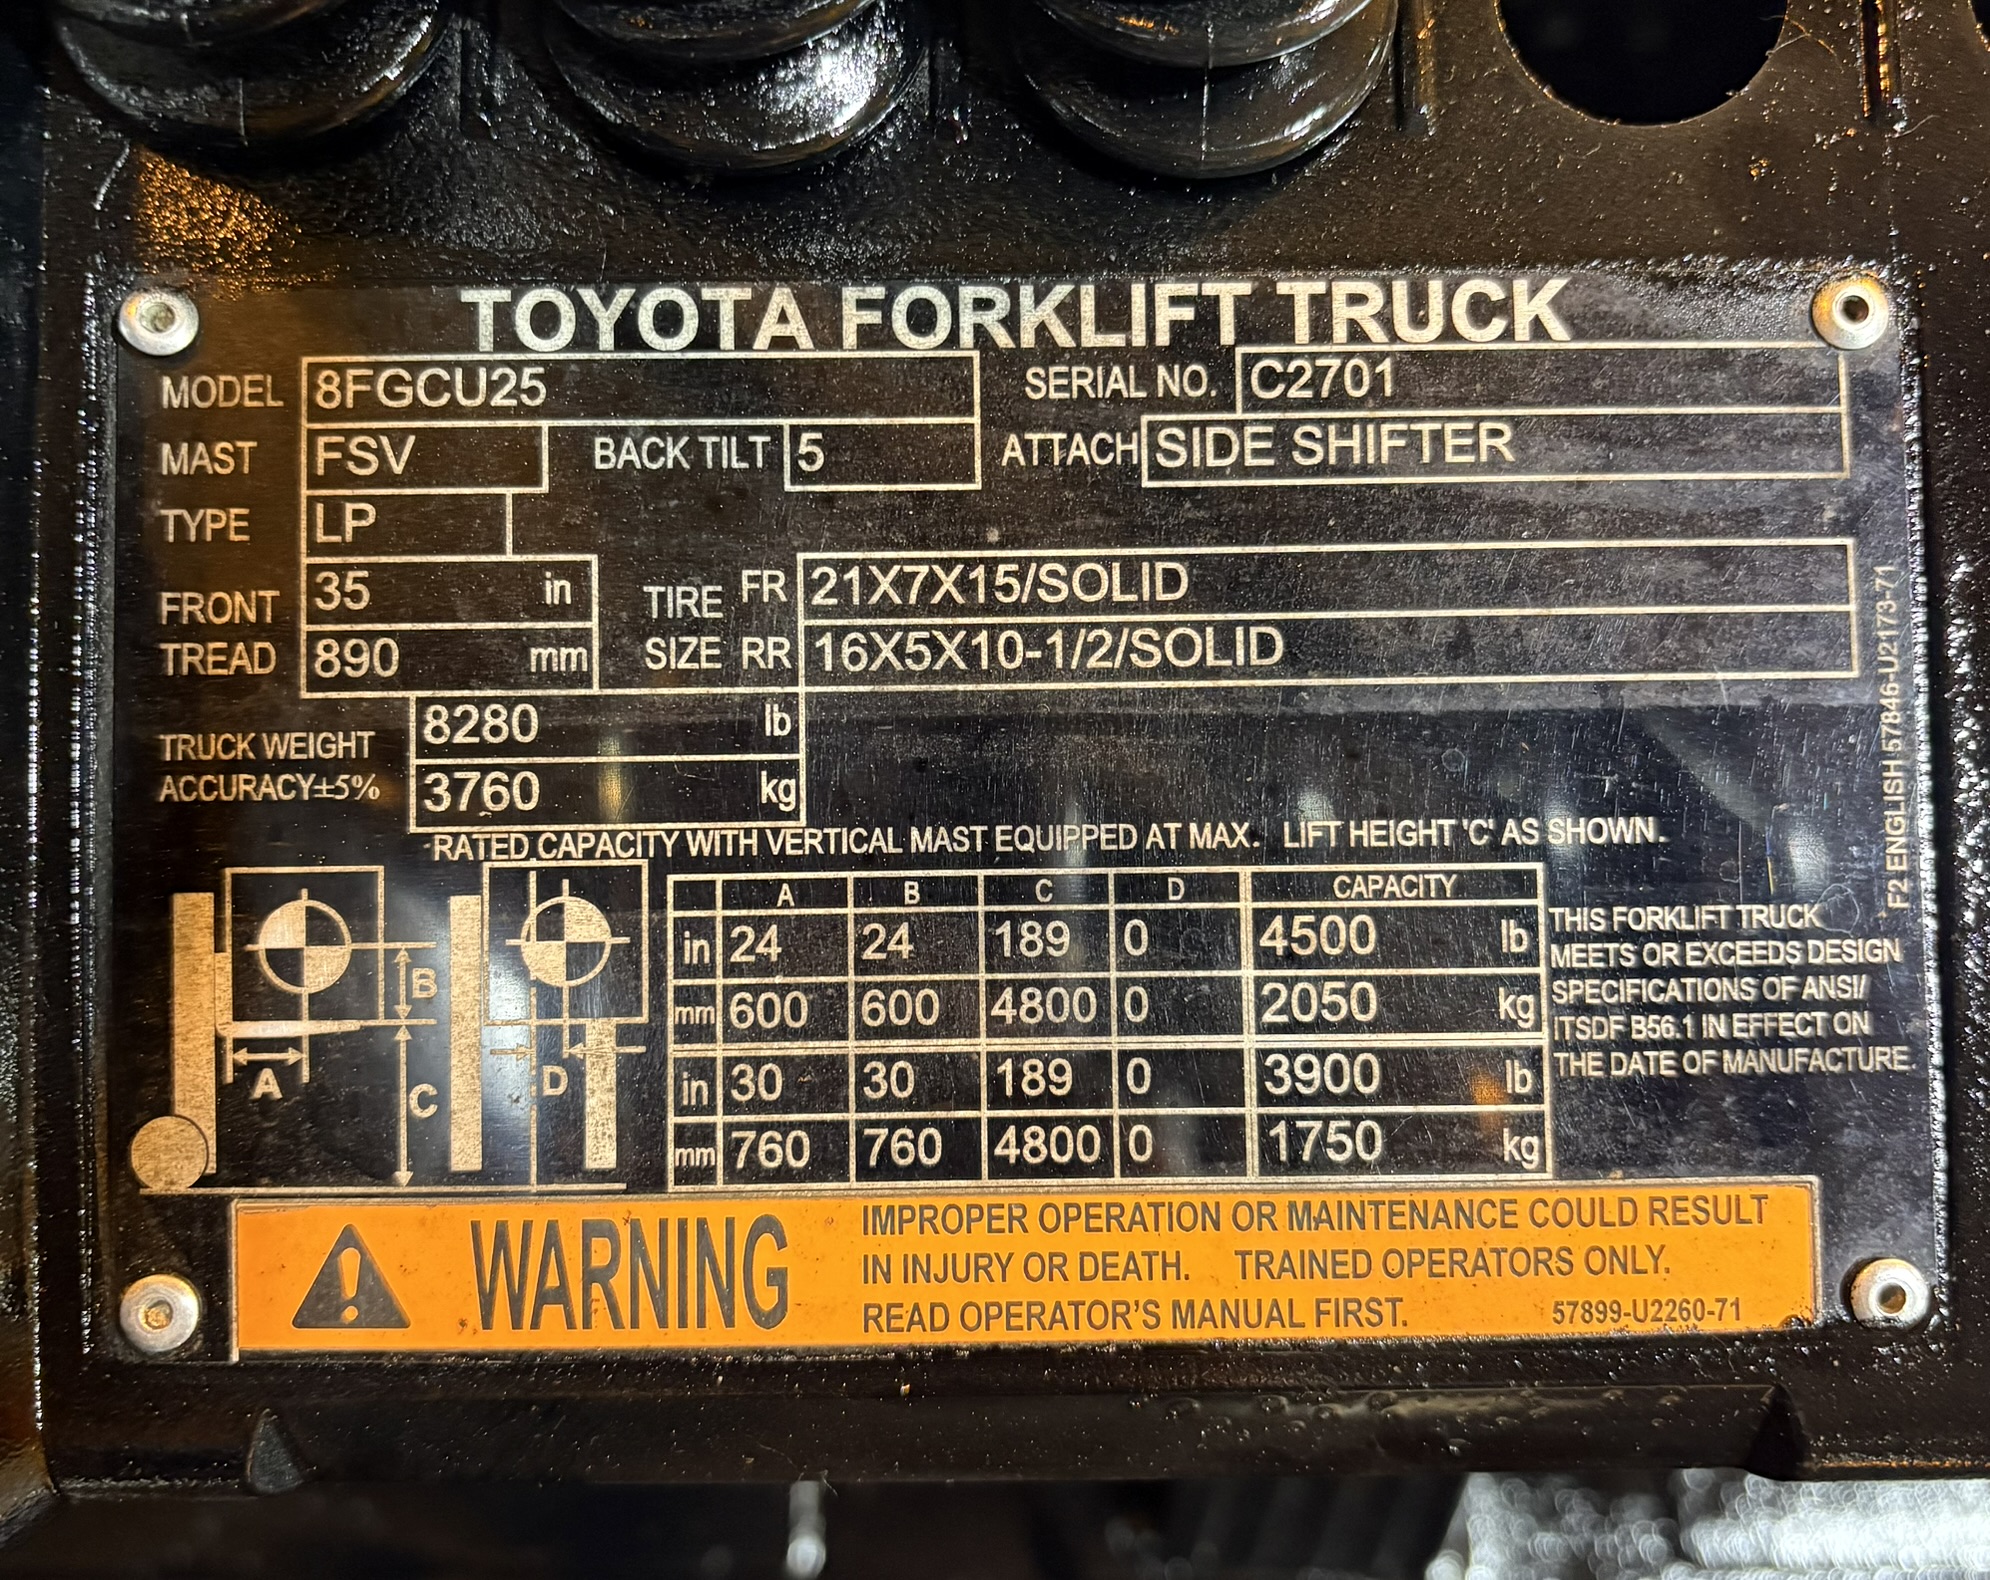 TOYOTA FORKLIFT TRUCK
MODEL 8FGCU25 SERIAL NO. C2701
MAST FSV BACK TILT 5 ATTACH SIDE SHIFTER
TYPE LP
FRONT TREAD 35 in TIRE SIZE FR 21X7X15/SOLID
890 mm RR 16X5X10-1/2/SOLID
TRUCK WEIGHT 8280 lb
ACCURACY±5% 3760 kg
RATED CAPACITY WITH VERTICAL MAST EQUIPPED AT MAX. LIFT HEIGHT 'C' AS SHOWN.
A B C D CAPACITY
in 24 24 189 0 4500 lb
mm 600 600 4800 0 2050 kg
in 30 30 189 0 3900 lb
mm 760 760 4800 0 1750 kg
B
A
C
D
THIS FORKLIFT TRUCK
MEETS OR EXCEEDS DESIGN
SPECIFICATIONS OF ANSI/
ITSDF B56.1 IN EFFECT ON
THE DATE OF MANUFACTURE.
F2 ENGLISH 57846-U2173-71
WARNING
IMPROPER OPERATION OR MAINTENANCE COULD RESULT
IN INJURY OR DEATH. TRAINED OPERATORS ONLY.
READ OPERATOR'S MANUAL FIRST. 57899-U2260-71